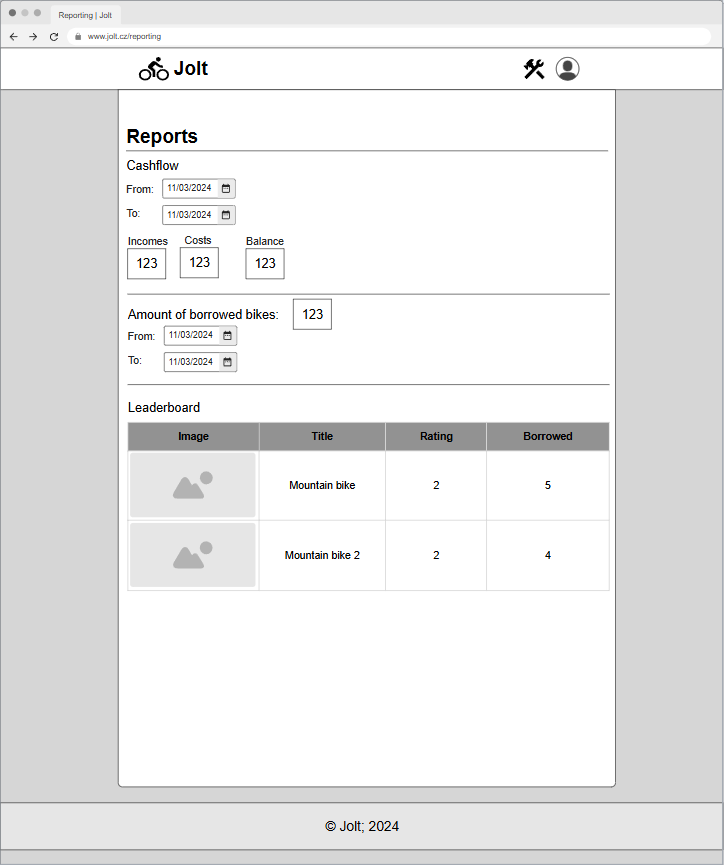 Reporting | Jolt
www.jolt.cz/reporting
Jolt
Reports
Cashflow
From: 11/03/2024
To: 11/03/2024
Incomes Costs Balance
123 123 123
Amount of borrowed bikes: 123
From: 11/03/2024
To: 11/03/2024
Leaderboard
Image Title Rating Borrowed
Mountain bike 2 5
Mountain bike 2 2 4
© Jolt; 2024